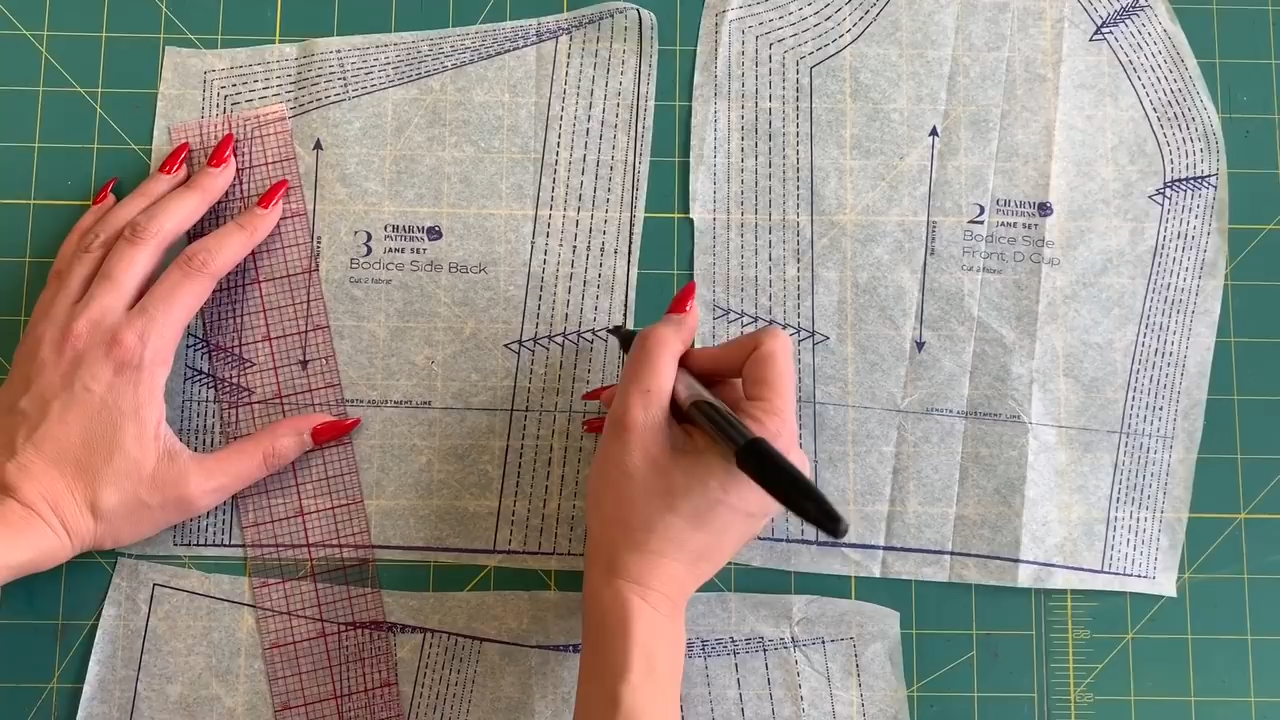 3
CHARM
PATTERNS
JANE SET
Bodice Side Back
Cut 2 fabric
GRAINLINE
LENGTH ADJUSTMENT LINE
2
CHARM
PATTERNS
JANE SET
Bodice Side
Front, D Cup
Cut 2 fabric
GRAINLINE
LENGTH ADJUSTMENT LINE